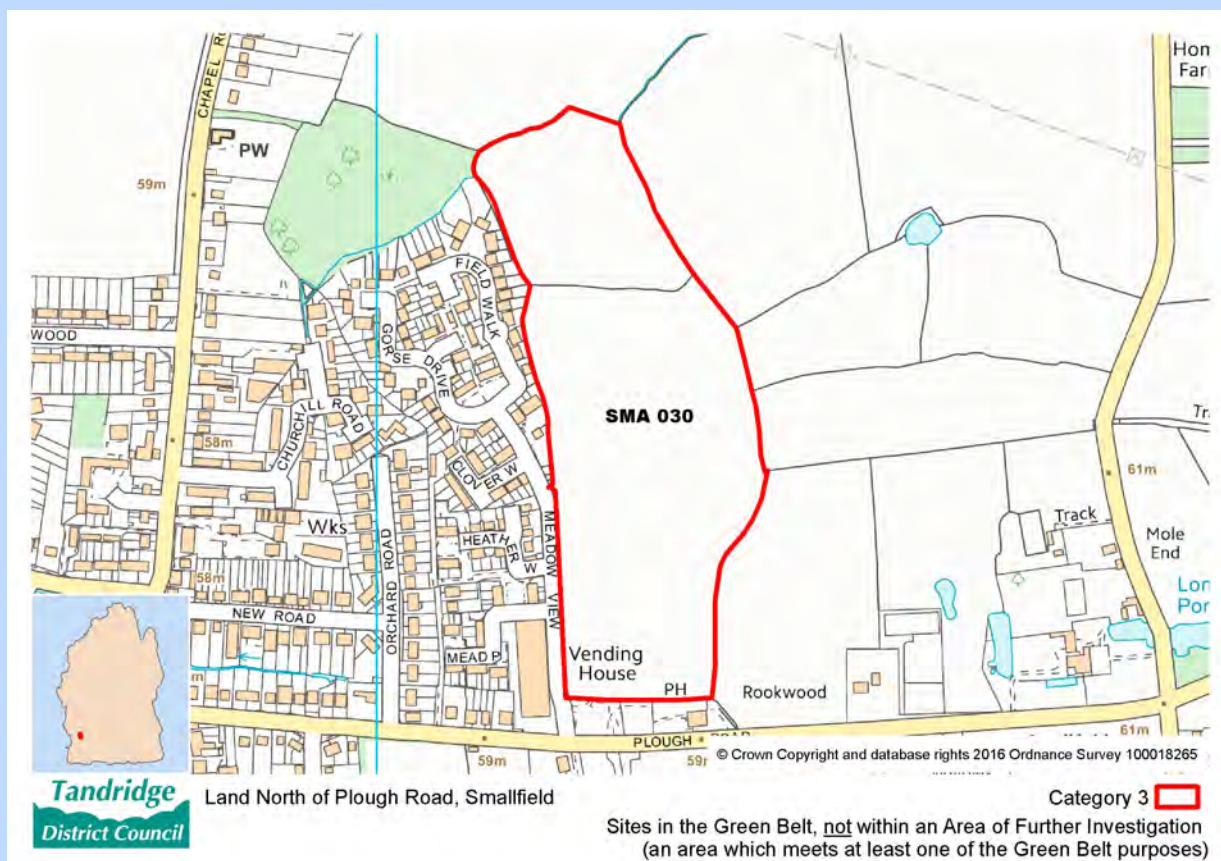 CHAPEL RO
Hom
Far
PW
59m
FIELD WALK
GORSE DRIVE
WOOD
CHURCHILL ROAD
58m
SMA 030
CLOVER W
61m
Tra
Wks
ORCHARD ROAD
HEATHER W
MEADOW VIEW
Track
Mole
End
58m
NEW ROAD
Lon
Por
MEAD P
Vending
House
PH
Rookwood
m
PLOUGH ROAD
59m
59m
61m
© Crown Copyright and database rights 2016 Ordnance Survey 100018265
Tandridge
District Council
Land North of Plough Road, Smallfield
Category 3
Sites in the Green Belt, not within an Area of Further Investigation
(an area which meets at least one of the Green Belt purposes)